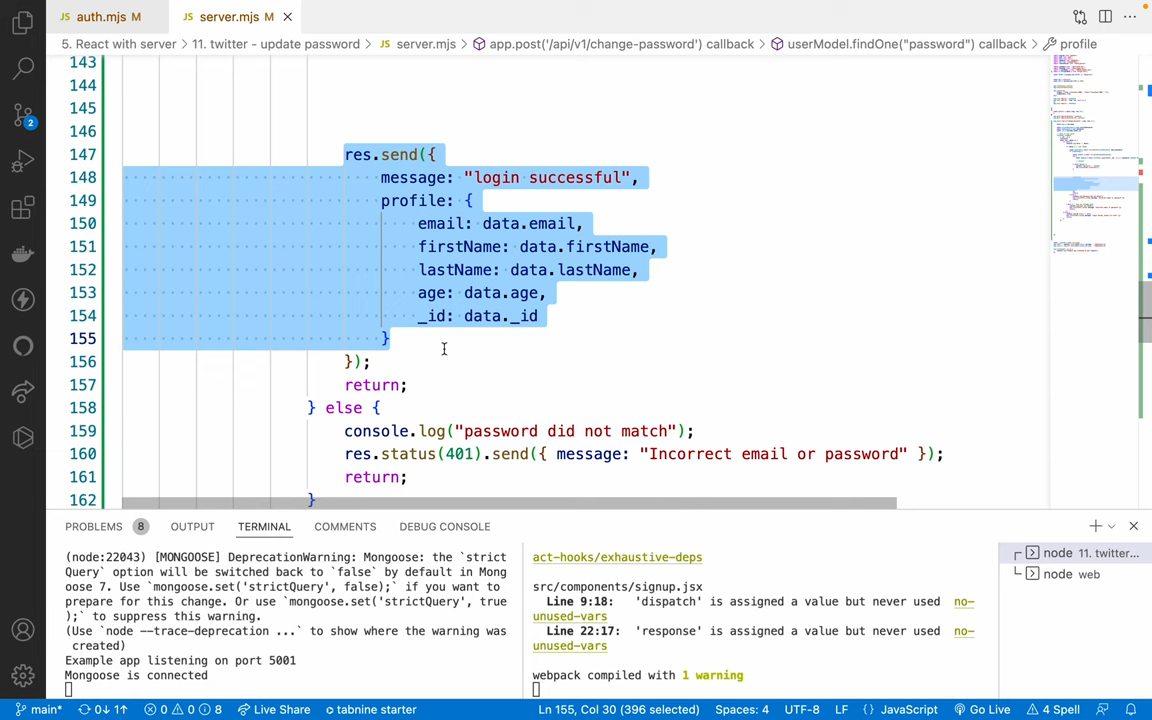 JS auth.mjs M
JS server.mjs M
5. React with server > 11. twitter - update password > JS server.mjs > app.post('/api/v1/change-password') callback > userModel.findOne("password") callback > profile
143
144
145
146
147 res.send({
148 message: "login successful",
149 profile: {
150 email: data.email,
151 firstName: data.firstName,
152 lastName: data.lastName,
153 age: data.age,
154 _id: data._id
155 }
156 });
157 return;
158 } else {
159 console.log("password did not match");
160 res.status(401).send({ message: "Incorrect email or password" });
161 return;
162 }
PROBLEMS 8 OUTPUT TERMINAL COMMENTS DEBUG CONSOLE
(node:22043) [MONGOOSE] DeprecationWarning: Mongoose: the `strict
Query` option will be switched back to `false` by default in Mong
oose 7. Use `mongoose.set('strictQuery', false);` if you want to
prepare for this change. Or use `mongoose.set('strictQuery', true
);` to suppress this warning.
(Use `node --trace-deprecation ...` to show where the warning was
created)
Example app listening on port 5001
Mongoose is connected
act-hooks/exhaustive-deps
src/components/signup.jsx
Line 9:18: 'dispatch' is assigned a value but never used no-
unused-vars
Line 22:17: 'response' is assigned a value but never used no-
unused-vars
webpack compiled with 1 warning
node 11. twitter...
node web
2
main* 0↓ 1↑ 0 0 8 Live Share tabnine starter Ln 155, Col 30 (396 selected) Spaces: 4 UTF-8 LF {} JavaScript Go Live 4 Spell